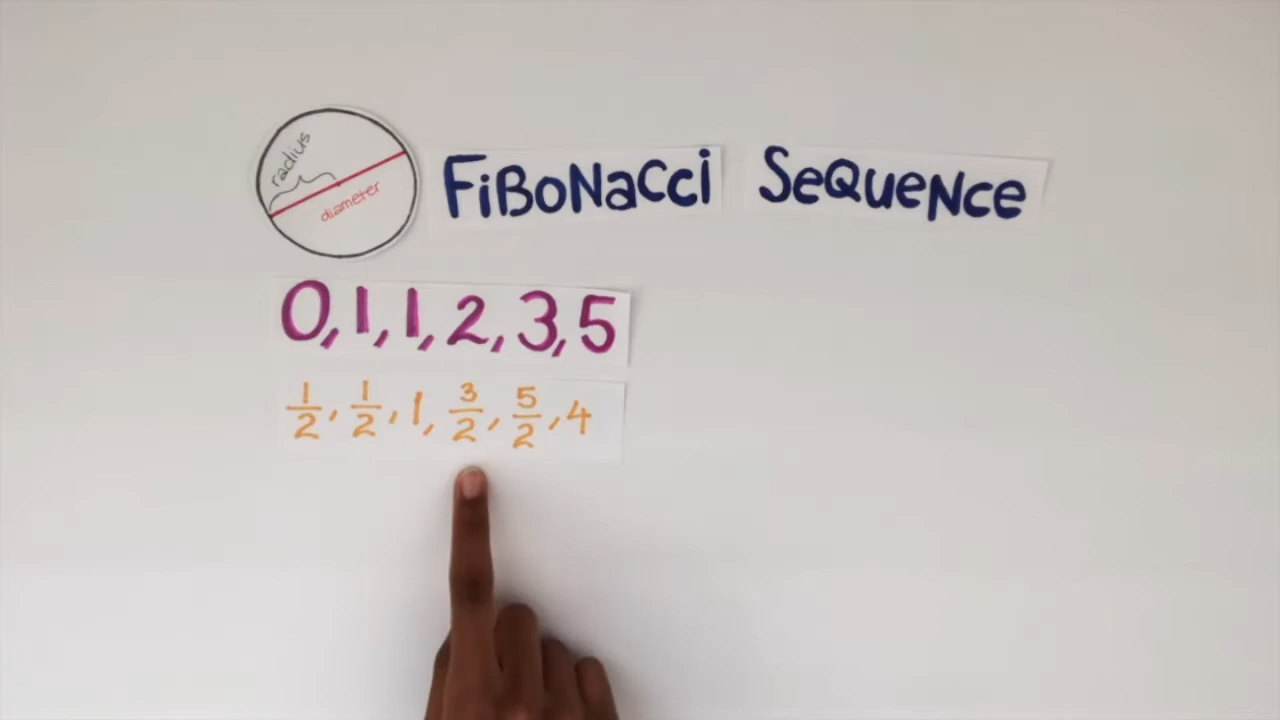 radius
diameter
FiBoNacci SeQueNce
0, 1, 1, 2, 3, 5
1/2, 1/2, 1, 3/2, 5/2, 4